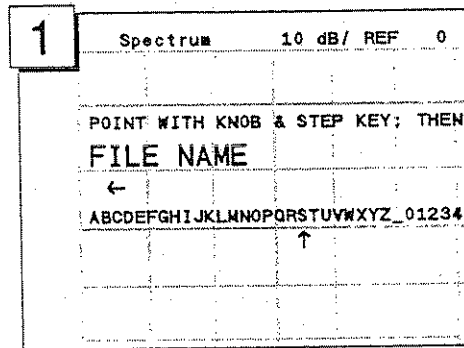 1
Spectrum 10 dB/ REF 0
POINT WITH KNOB & STEP KEY; THEN
FILE NAME
←
ABCDEFGHIJKLMNOPQRSTUVWXYZ_01234
↑